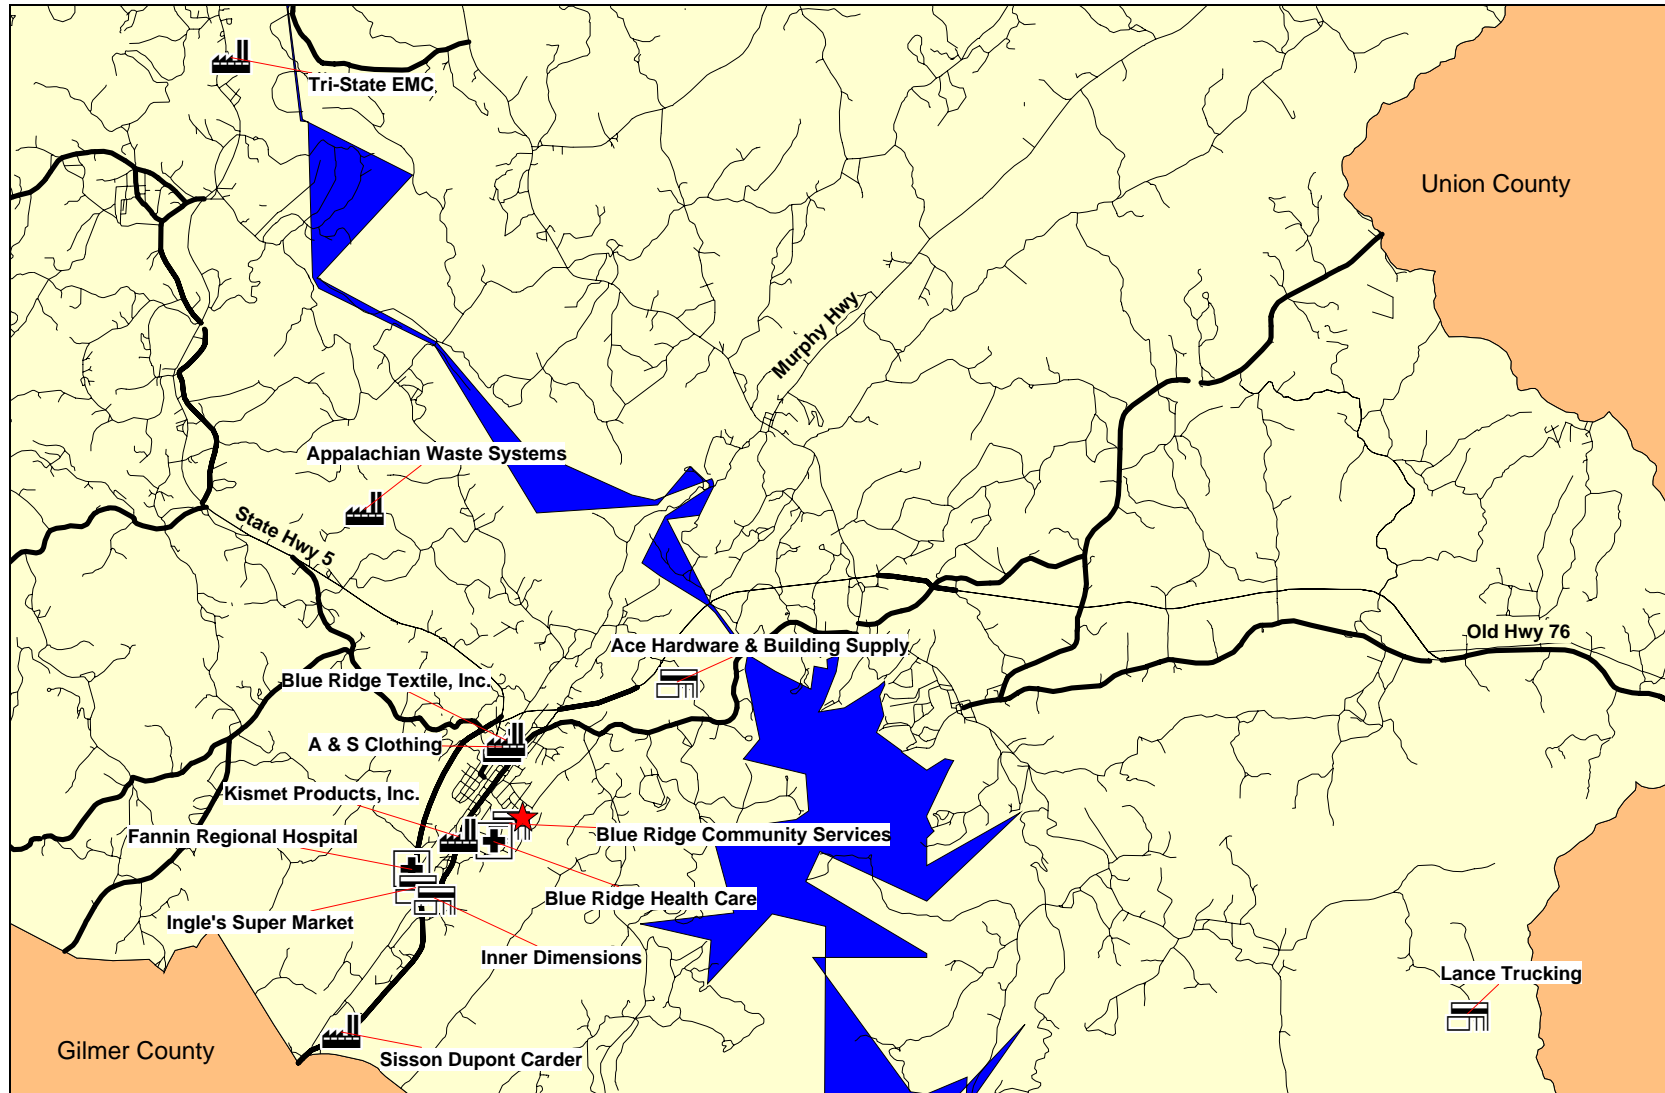 Tri-State EMC
Union County
Murphy Hwy
Appalachian Waste Systems
State Hwy 5
Old Hwy 76
Ace Hardware & Building Supply
Blue Ridge Textile, Inc.
A & S Clothing
Kismet Products, Inc.
Blue Ridge Community Services
Fannin Regional Hospital
Blue Ridge Health Care
Ingle's Super Market
Inner Dimensions
Lance Trucking
Gilmer County
Sisson Dupont Carder